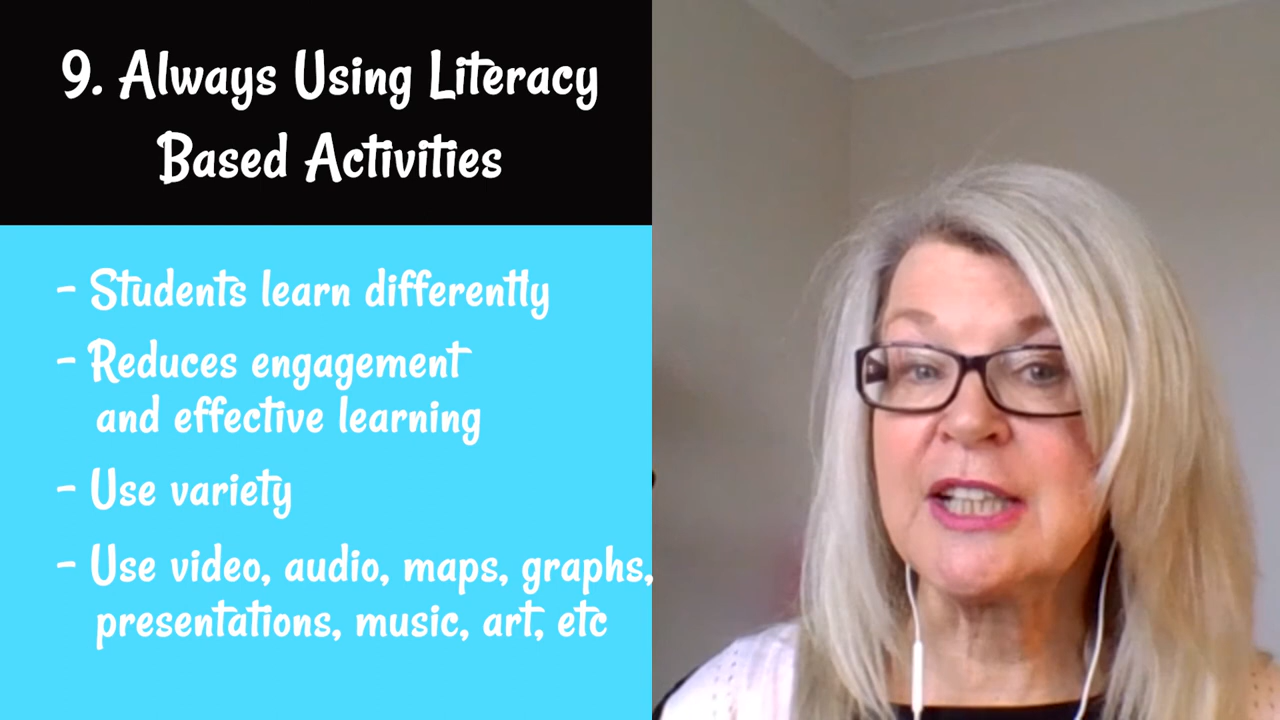 9. Always Using Literacy
Based Activities
- Students learn differently
- Reduces engagement
and effective learning
- Use variety
- Use video, audio, maps, graphs,
presentations, music, art, etc